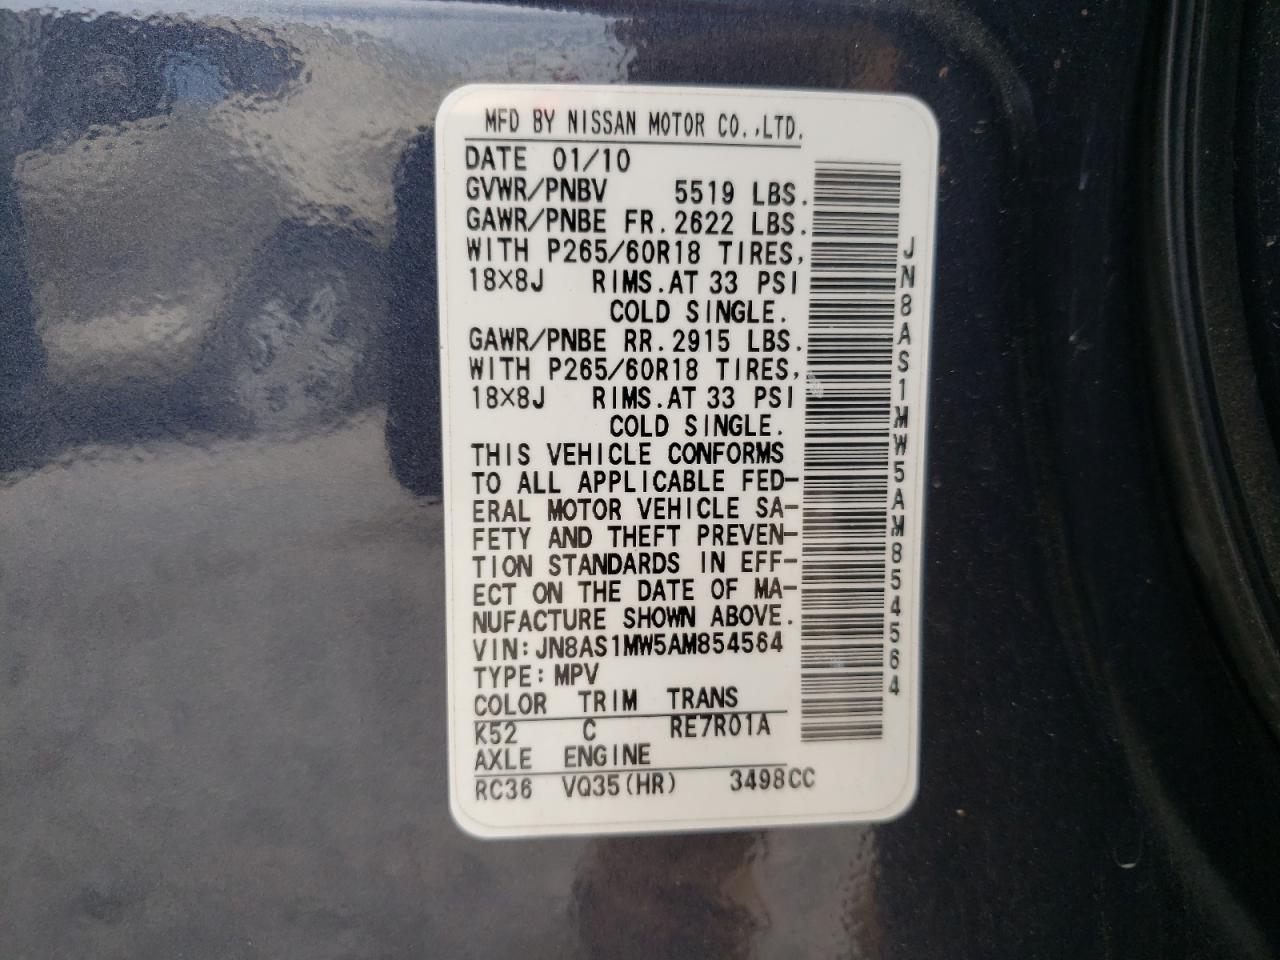 MFD BY NISSAN MOTOR CO.,LTD.
DATE 01/10
GVWR/PNBV 5519 LBS.
GAWR/PNBE FR.2622 LBS.
WITH P265/60R18 TIRES,
18×8J RIMS.AT 33 PSI
COLD SINGLE.
GAWR/PNBE RR.2915 LBS.
WITH P265/60R18 TIRES,
18×8J RIMS.AT 33 PSI
COLD SINGLE.
THIS VEHICLE CONFORMS
TO ALL APPLICABLE FED-
ERAL MOTOR VEHICLE SA-
FETY AND THEFT PREVEN-
TION STANDARDS IN EFF-
ECT ON THE DATE OF MA-
NUFACTURE SHOWN ABOVE.
VIN:JN8AS1MW5AM854564
TYPE:MPV
COLOR TRIM TRANS
K52 C RE7R01A
AXLE ENGINE
RC36 VQ35(HR) 3498CC
JN8AS1MW5AM854564